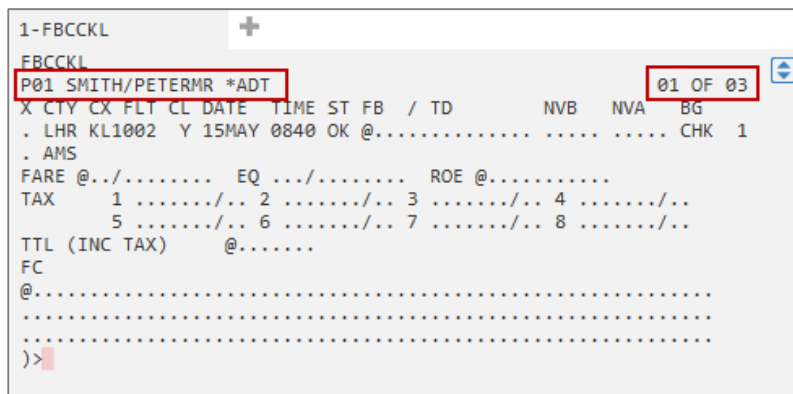 1-FBCCKL
FBCCKL
P01 SMITH/PETERMR *ADT 01 OF 03
X CTY CX FLT CL DATE TIME ST FB / TD NVB NVA BG
. LHR KL1002 Y 15MAY 0840 OK @.............. ..... ..... CHK 1
. AMS
FARE @../........ EQ .../........ ROE @...........
TAX 1 ......./.. 2 ......./.. 3 ......./.. 4 ......./..
5 ......./.. 6 ......./.. 7 ......./.. 8 ......./..
TTL (INC TAX) @.......
FC
@............................................................
.............................................................
.............................................................
)>